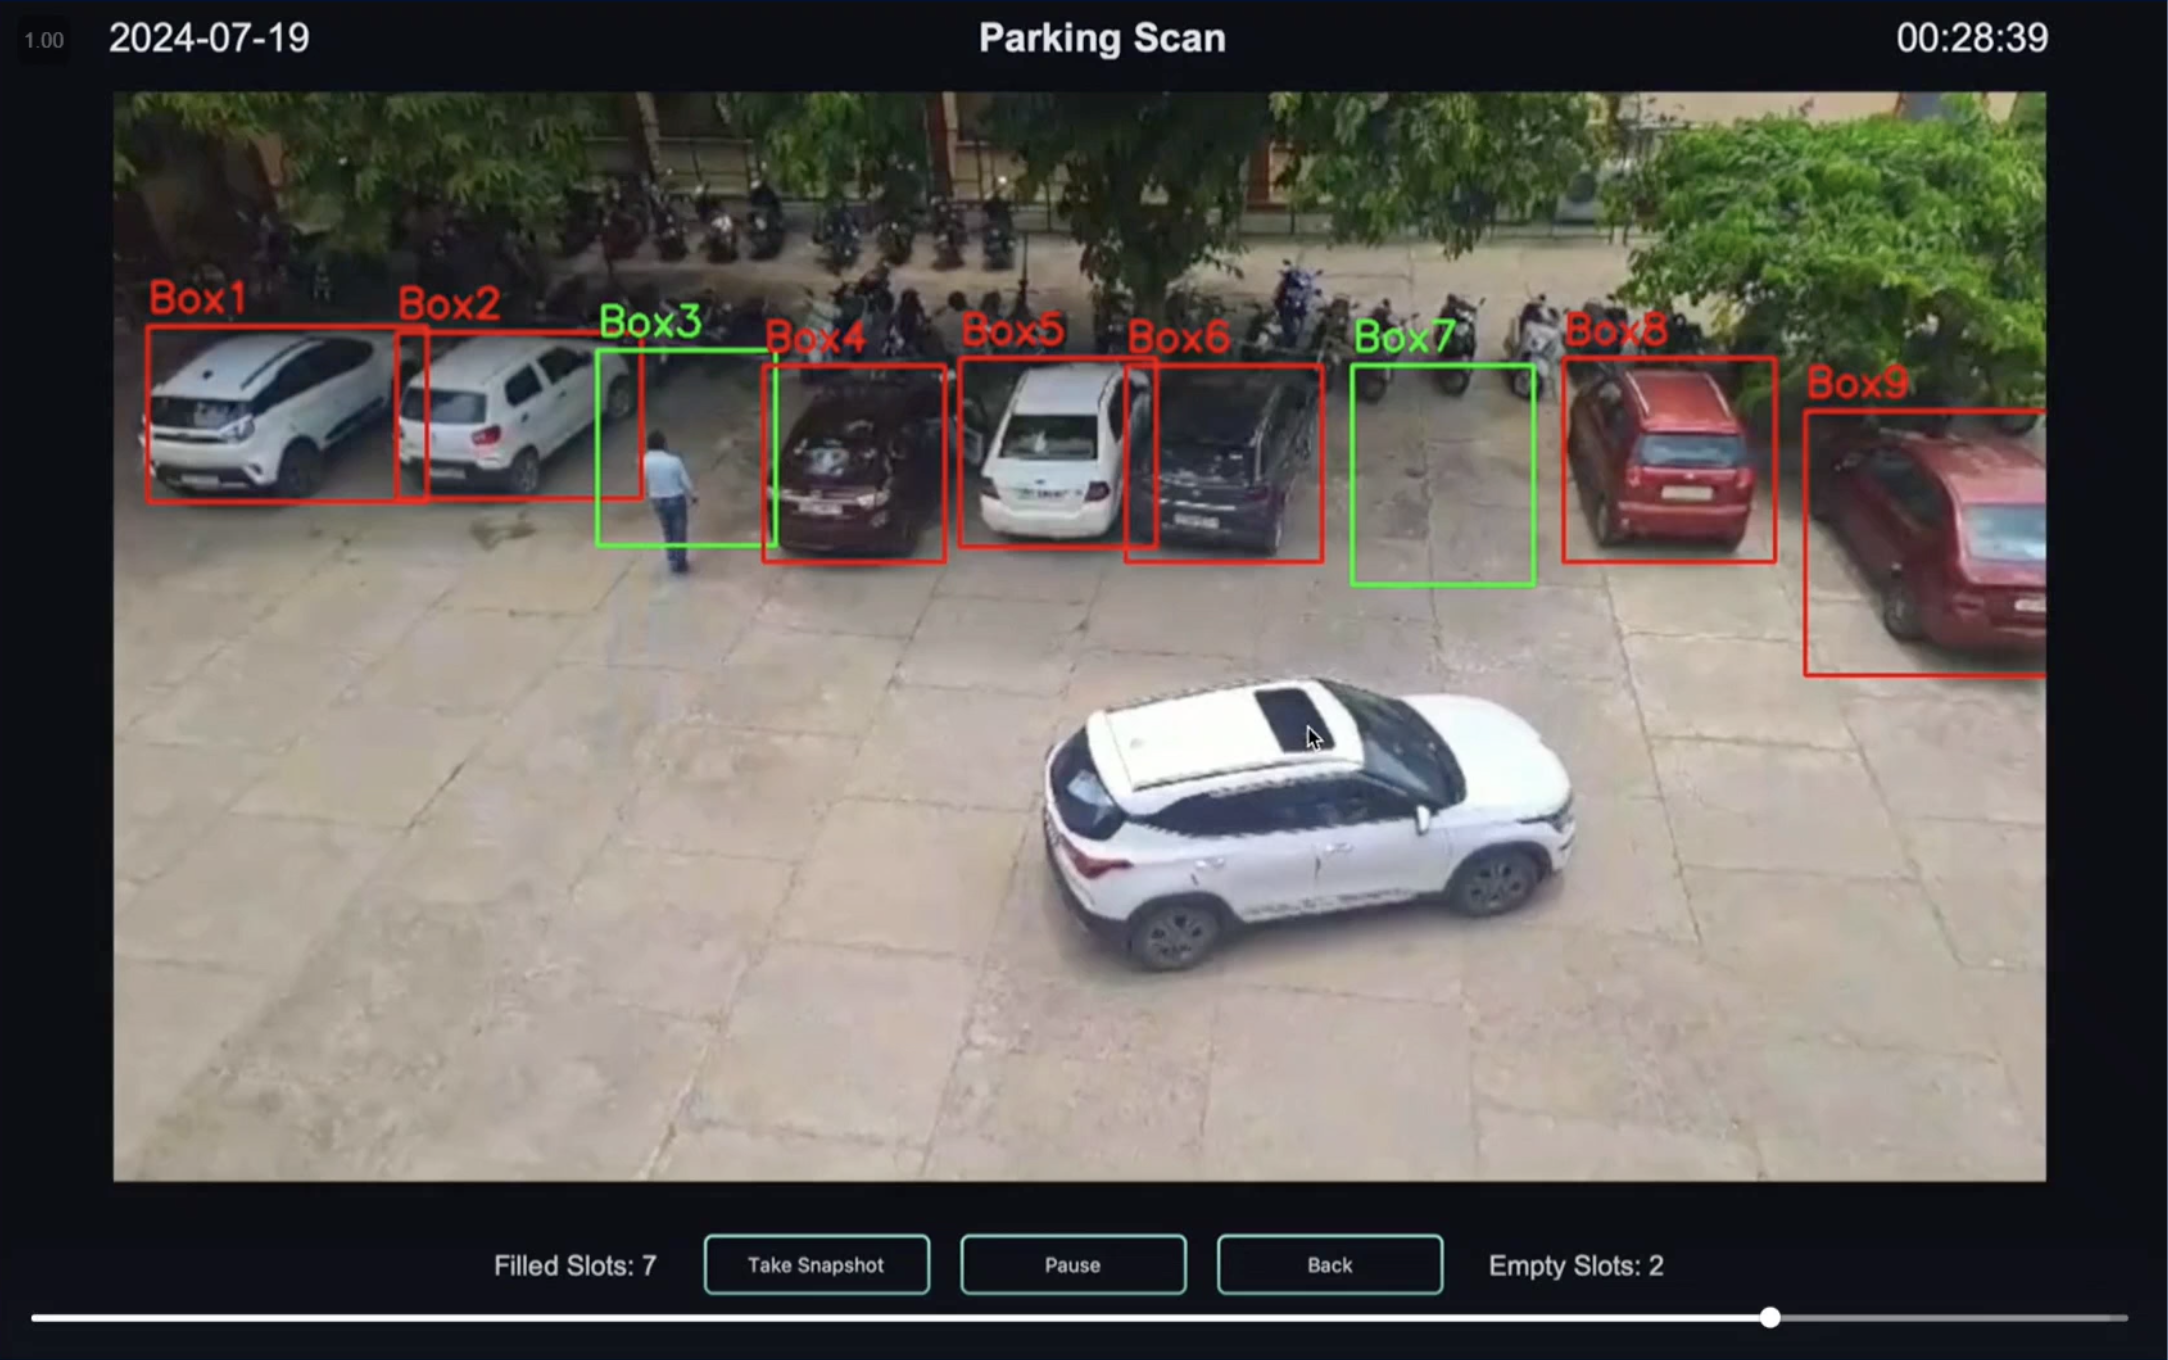 1.00
2024-07-19
Parking Scan
00:28:39
Box1
Box2
Box3
Box4
Box5
Box6
Box7
Box8
Box9
Filled Slots: 7
Take Snapshot
Pause
Back
Empty Slots: 2